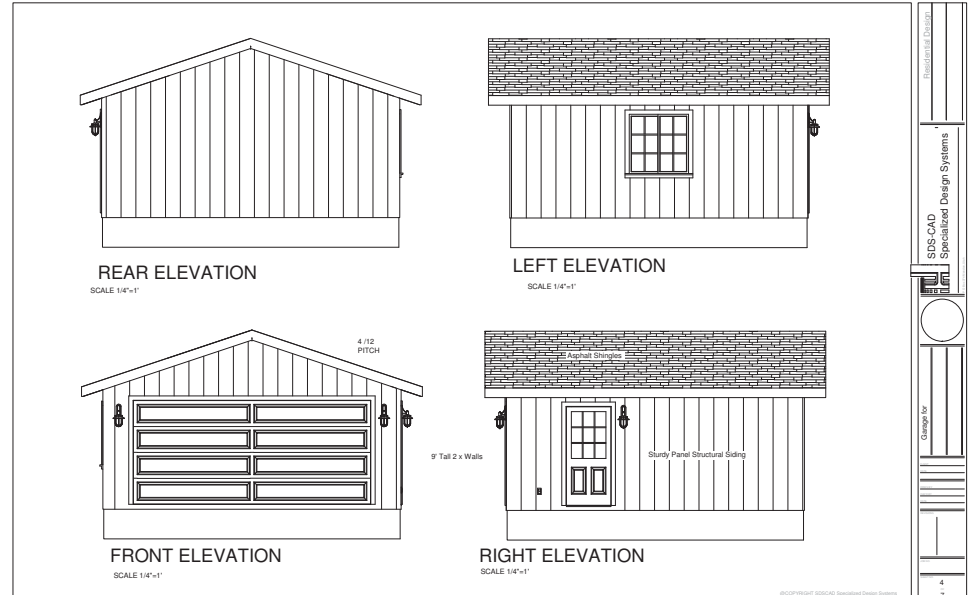 REAR ELEVATION
SCALE 1/4"=1'
LEFT ELEVATION
SCALE 1/4"=1'
4 /12
PITCH
FRONT ELEVATION
SCALE 1/4"=1'
9' Tall 2 x Walls
Asphalt Shingles
Sturdy Panel Structural Siding
RIGHT ELEVATION
SCALE 1/4"=1'
©COPYRIGHT SDSCAD Specialized Design Systems
Residential Design
SDS-CAD
Specialized Design Systems
Garage for
4